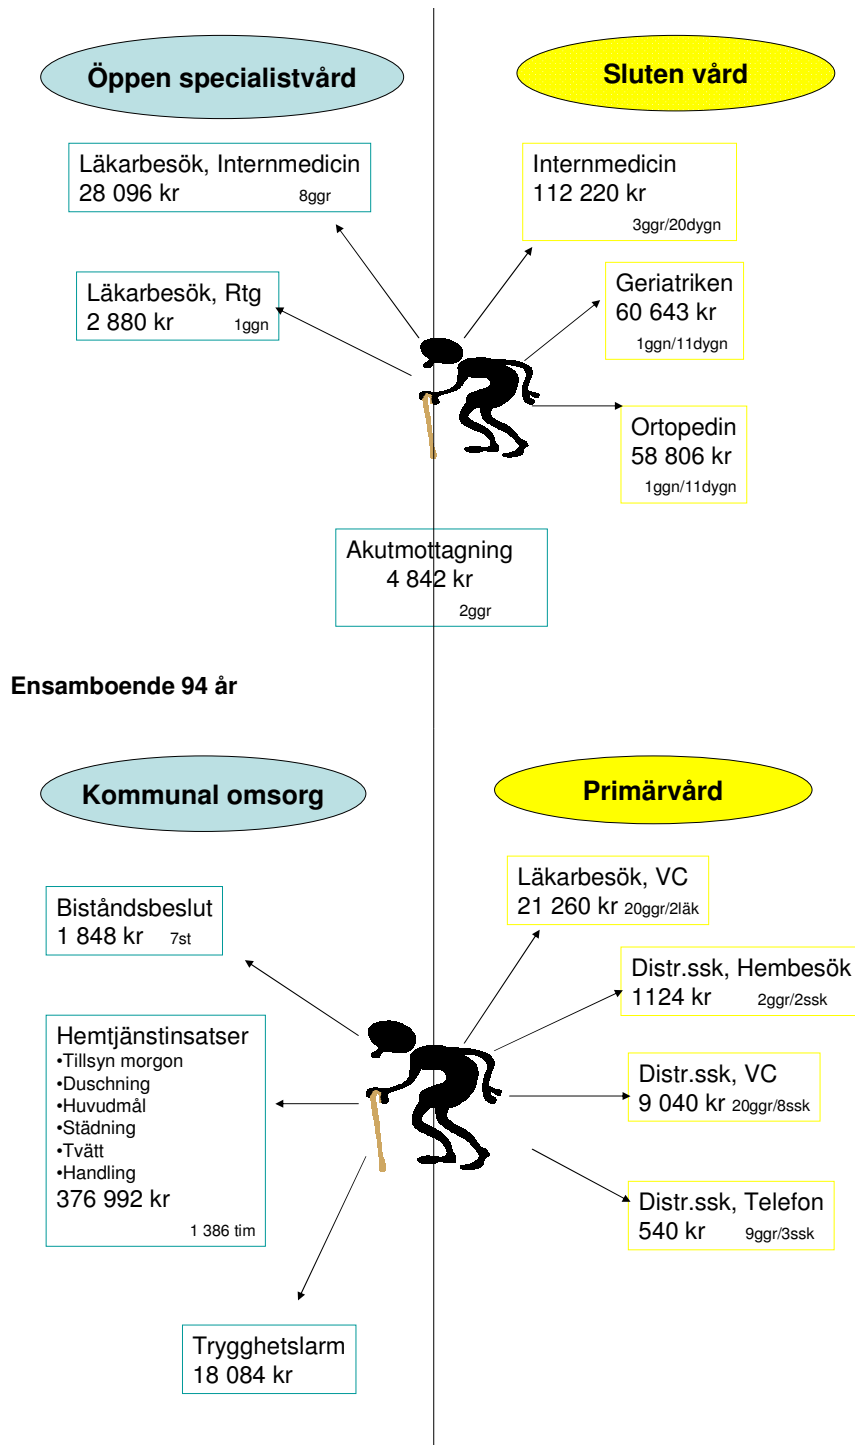 Öppen specialistvård
Sluten vård
Läkarbesök, Internmedicin
28 096 kr 8ggr
Internmedicin
112 220 kr
3ggr/20dygn
Läkarbesök, Rtg
2 880 kr 1ggn
Geriatriken
60 643 kr
1ggn/11dygn
Ortopedin
58 806 kr
1ggn/11dygn
Akutmottagning
4 842 kr
2ggr
Ensamboende 94 år
Kommunal omsorg
Primärvård
Biståndsbeslut
1 848 kr 7st
Läkarbesök, VC
21 260 kr 20ggr/2läk
Distr.ssk, Hembesök
1124 kr 2ggr/2ssk
Hemtjänstinsatser
•Tillsyn morgon
•Duschning
•Huvudmål
•Städning
•Tvätt
•Handling
376 992 kr
1 386 tim
Distr.ssk, VC
9 040 kr 20ggr/8ssk
Distr.ssk, Telefon
540 kr 9ggr/3ssk
Trygghetslarm
18 084 kr